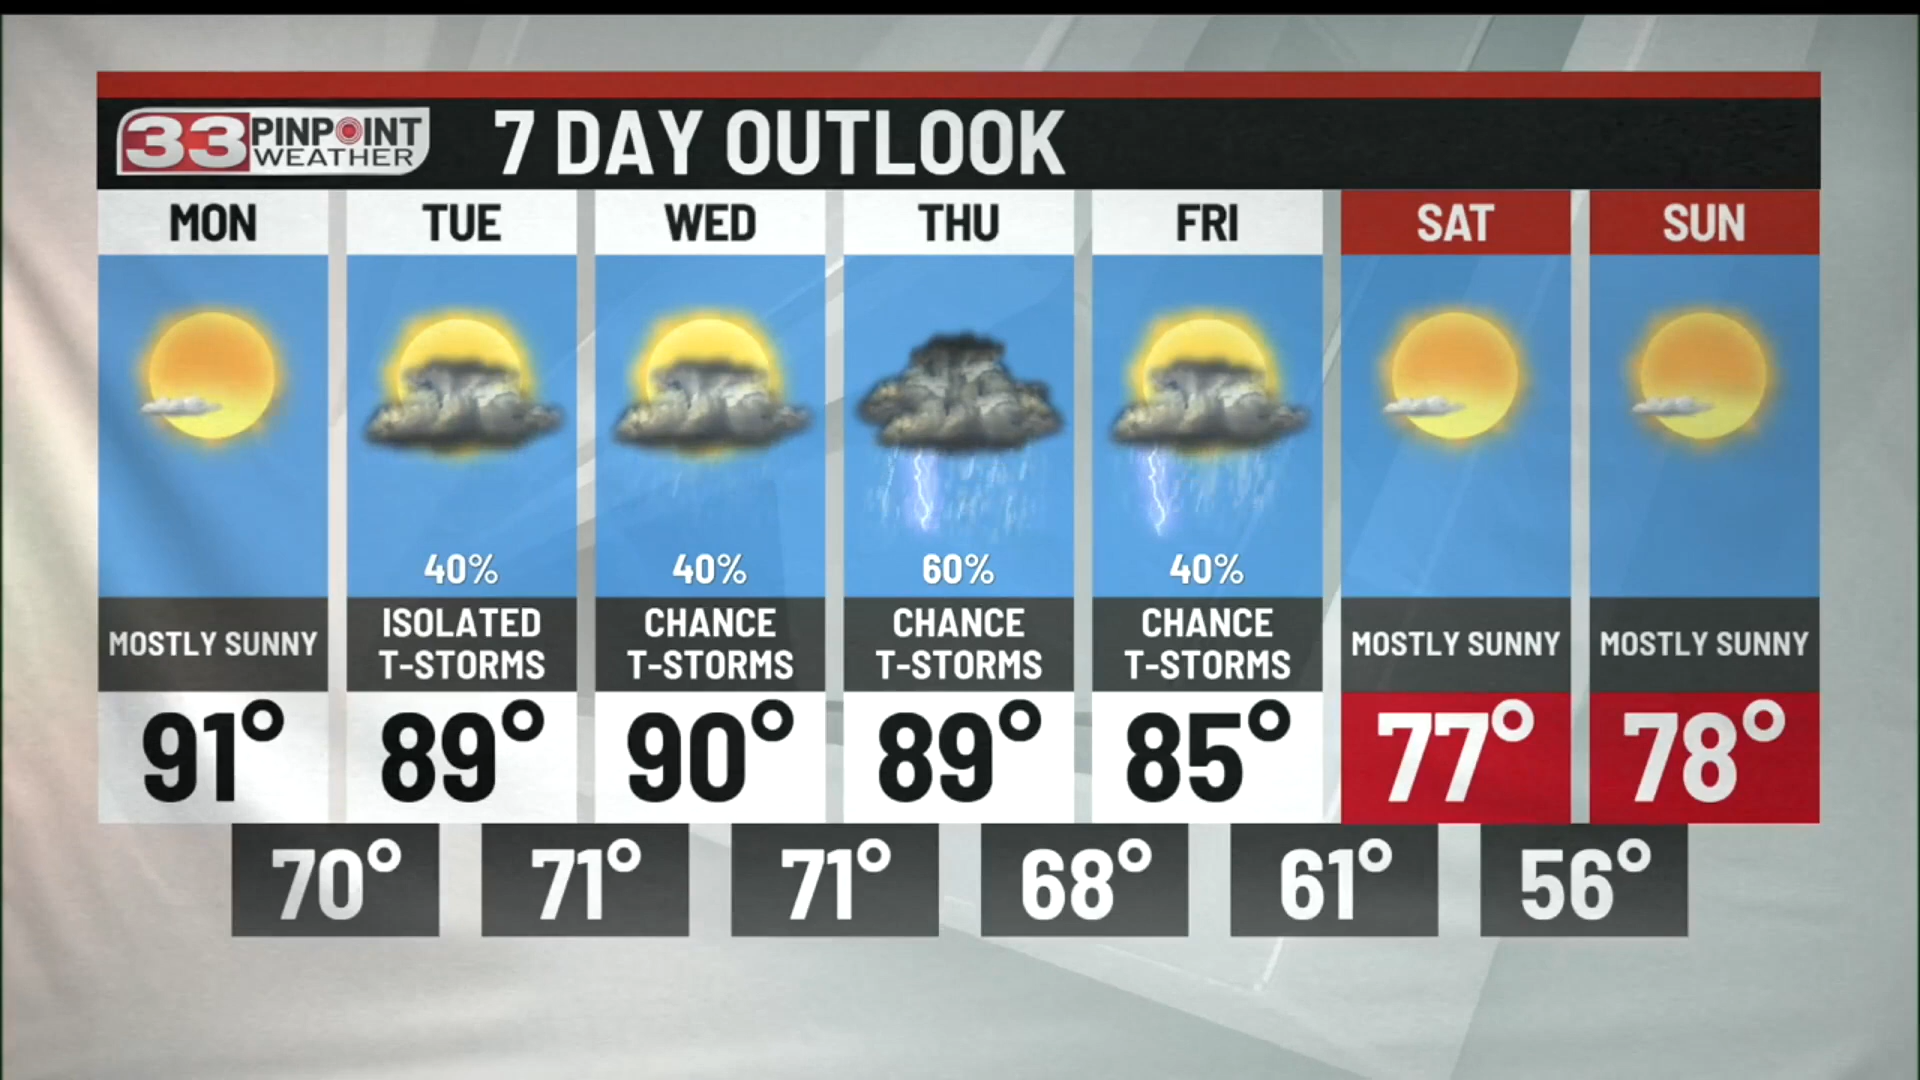 33 PINPOINT WEATHER
7 DAY OUTLOOK
MON TUE WED THU FRI SAT SUN
40% 40% 60% 40%
MOSTLY SUNNY
ISOLATED T-STORMS
CHANCE T-STORMS
CHANCE T-STORMS
CHANCE T-STORMS
MOSTLY SUNNY
MOSTLY SUNNY
91° 89° 90° 89° 85° 77° 78°
70° 71° 71° 68° 61° 56°